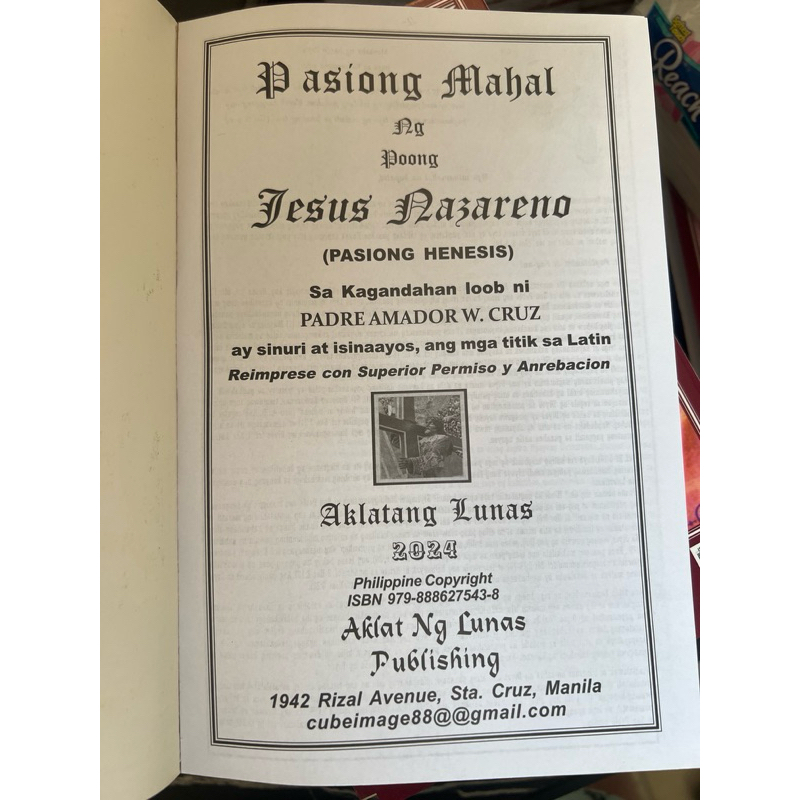 Pasiong Mahal
Ng
Poong
Jesus Nazareno
(PASIONG HENESIS)
Sa Kagandahan loob ni
PADRE AMADOR W. CRUZ
ay sinuri at isinaayos, ang mga titik sa Latin
Reimprese con Superior Permiso y Anrebacion
Aklatang Lunas
2024
Philippine Copyright
ISBN 979-888627543-8
Aklat Ng Lunas
Publishing
1942 Rizal Avenue, Sta. Cruz, Manila
cubeimage88@@gmail.com
Reach